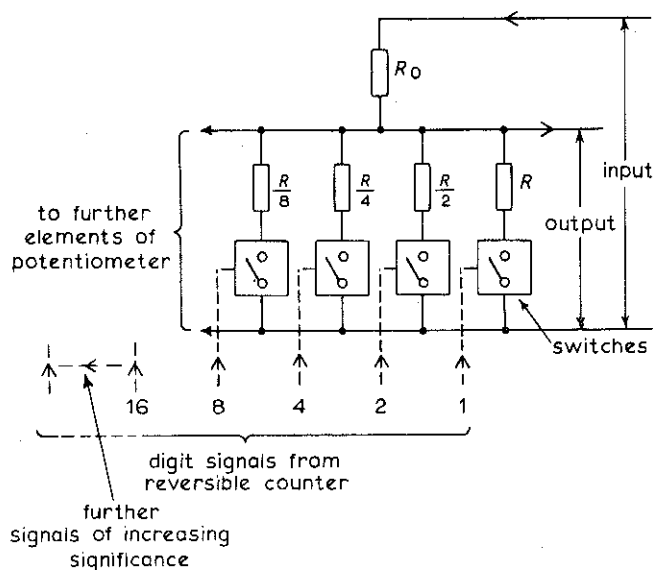 R0
input
R/8
R/4
R/2
R
to further
elements of
potentiometer
output
switches
16 8 4 2 1
digit signals from
reversible counter
further
signals of increasing
significance